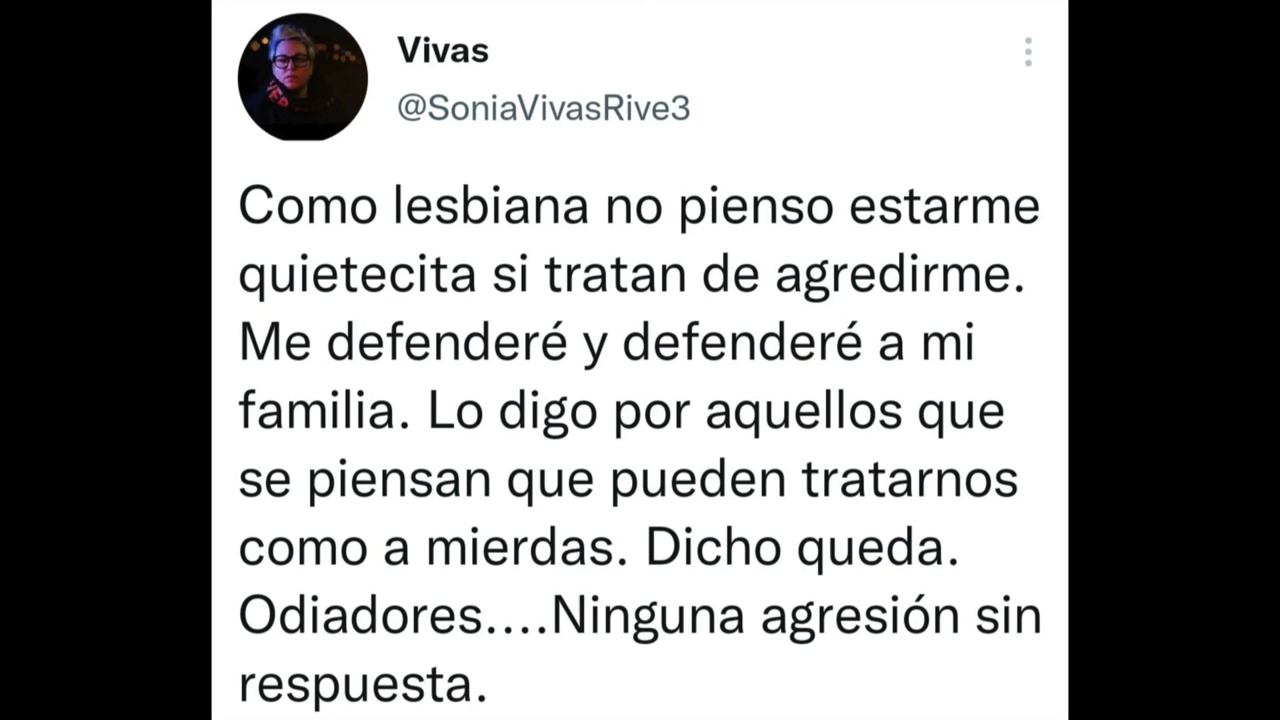 Vivas
@SoniaVivasRive3
Como lesbiana no pienso estarme
quietecita si tratan de agredirme.
Me defenderé y defenderé a mi
familia. Lo digo por aquellos que
se piensan que pueden tratarnos
como a mierdas. Dicho queda.
Odiadores....Ninguna agresión sin
respuesta.